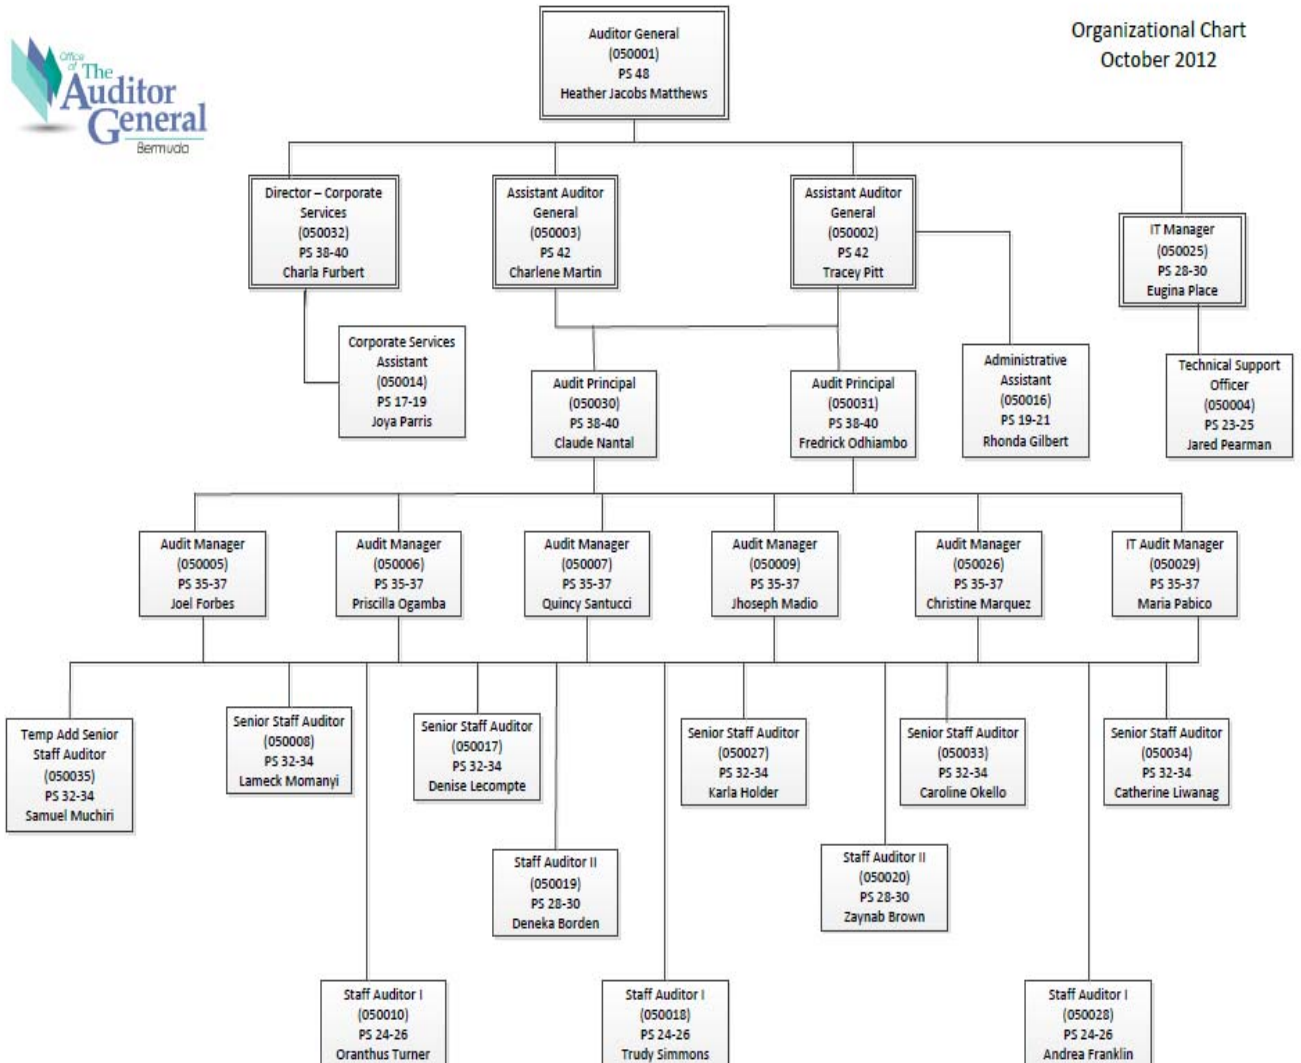 Office
of The
Auditor
General
Bermuda
Organizational Chart
October 2012
Auditor General
(050001)
PS 48
Heather Jacobs Matthews
Director – Corporate
Services
(050032)
PS 38-40
Charla Furbert
Assistant Auditor
General
(050003)
PS 42
Charlene Martin
Assistant Auditor
General
(050002)
PS 42
Tracey Pitt
IT Manager
(050025)
PS 28-30
Eugina Place
Corporate Services
Assistant
(050014)
PS 17-19
Joya Parris
Audit Principal
(050030)
PS 38-40
Claude Nantal
Audit Principal
(050031)
PS 38-40
Fredrick Odhiambo
Administrative
Assistant
(050016)
PS 19-21
Rhonda Gilbert
Technical Support
Officer
(050004)
PS 23-25
Jared Pearman
Audit Manager
(050005)
PS 35-37
Joel Forbes
Audit Manager
(050006)
PS 35-37
Priscilla Ogamba
Audit Manager
(050007)
PS 35-37
Quincy Santucci
Audit Manager
(050009)
PS 35-37
Jhoseph Madio
Audit Manager
(050026)
PS 35-37
Christine Marquez
IT Audit Manager
(050029)
PS 35-37
Maria Pabico
Temp Add Senior
Staff Auditor
(050035)
PS 32-34
Samuel Muchiri
Senior Staff Auditor
(050008)
PS 32-34
Lameck Momanyi
Senior Staff Auditor
(050017)
PS 32-34
Denise Lecompte
Senior Staff Auditor
(050027)
PS 32-34
Karla Holder
Senior Staff Auditor
(050033)
PS 32-34
Caroline Okello
Senior Staff Auditor
(050034)
PS 32-34
Catherine Liwanag
Staff Auditor II
(050019)
PS 28-30
Deneka Borden
Staff Auditor II
(050020)
PS 28-30
Zaynab Brown
Staff Auditor I
(050010)
PS 24-26
Oranthus Turner
Staff Auditor I
(050018)
PS 24-26
Trudy Simmons
Staff Auditor I
(050028)
PS 24-26
Andrea Franklin